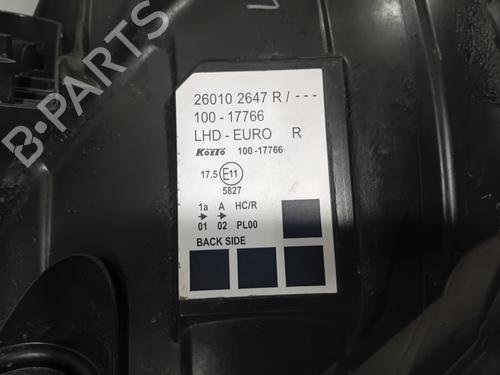 B-PARTS
26010 2647 R / - - -
100 - 17766
LHD - EURO R
KOITO 100 -17766
17.5 E11
5827
1a A HC/R
01 02 PL00
BACK SIDE